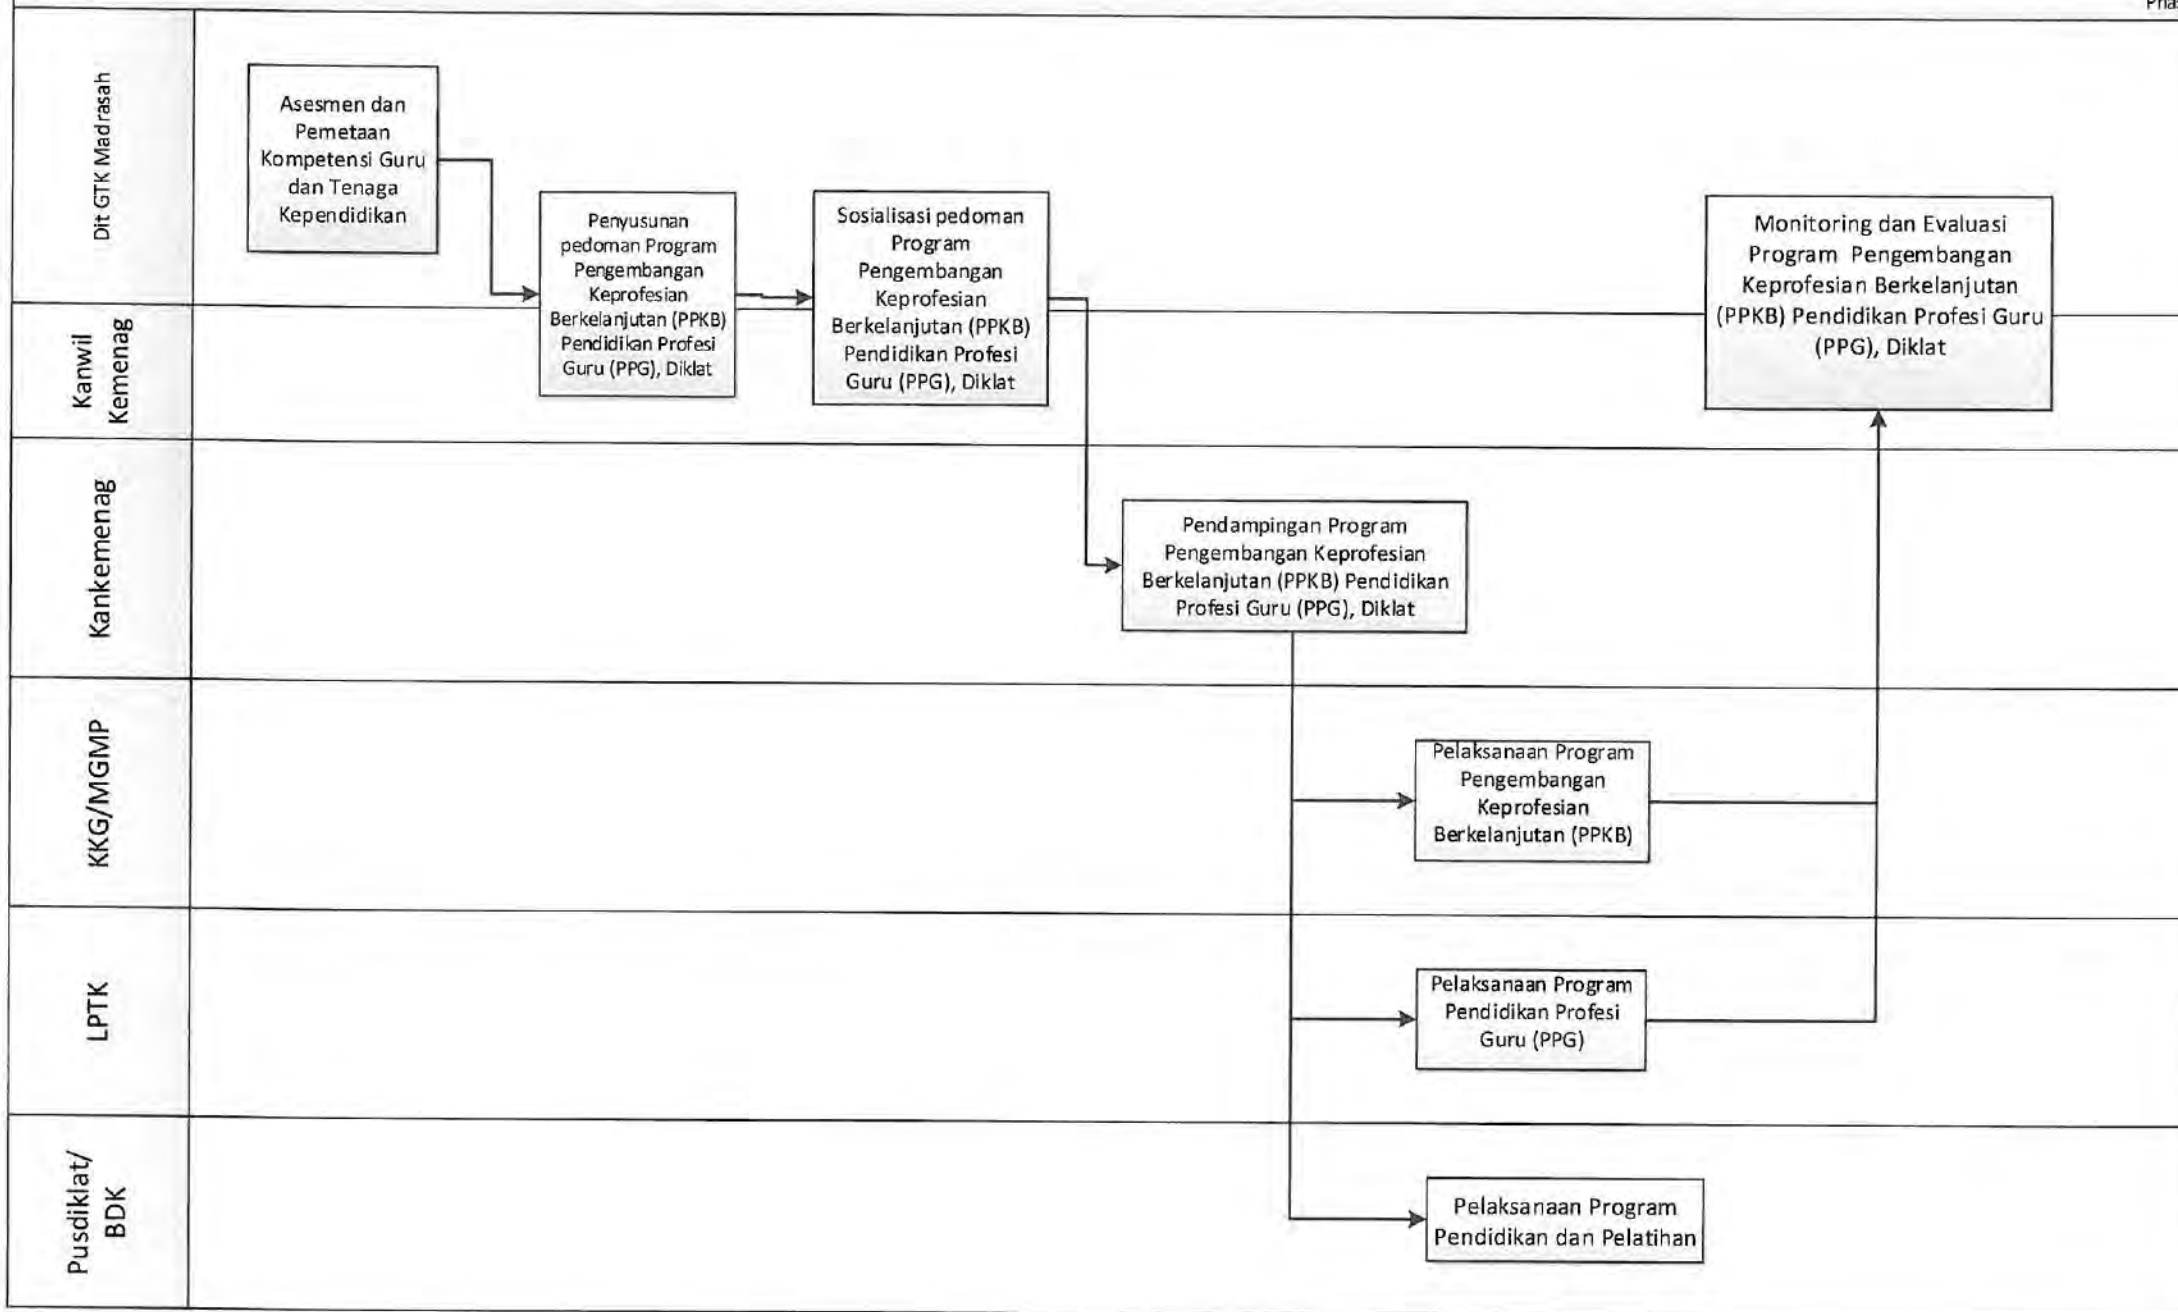 Dit GTK Madrasah
Asesmen dan
Pemetaan
Kompetensi Guru
dan Tenaga
Kependidikan
Penyusunan
pedoman Program
Pengembangan
Keprofesian
Berkelanjutan (PPKB)
Pendidikan Profesi
Guru (PPG), Diklat
Sosialisasi pedoman
Program
Pengembangan
Keprofesian
Berkelanjutan (PPKB)
Pendidikan Profesi
Guru (PPG), Diklat
Monitoring dan Evaluasi
Program Pengembangan
Keprofesian Berkelanjutan
(PPKB) Pendidikan Profesi Guru
(PPG), Diklat
Kanwil
Kemenag
Kankemenag
Pendampingan Program
Pengembangan Keprofesian
Berkelanjutan (PPKB) Pendidikan
Profesi Guru (PPG), Diklat
KKG/MGMP
Pelaksanaan Program
Pengembangan
Keprofesian
Berkelanjutan (PPKB)
LPTK
Pelaksanaan Program
Pendidikan Profesi
Guru (PPG)
Pusdiklat/
BDK
Pelaksanaan Program
Pendidikan dan Pelatihan